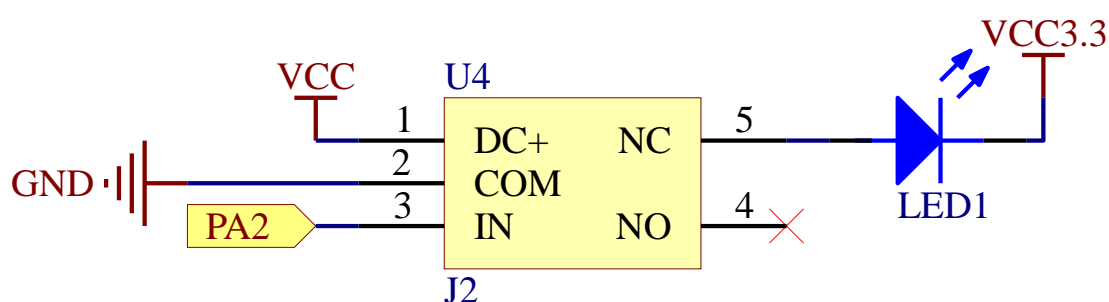 VCC3.3
VCC
U4
1
DC+
NC
5
GND
2
COM
PA2
3
IN
NO
4
LED1
J2